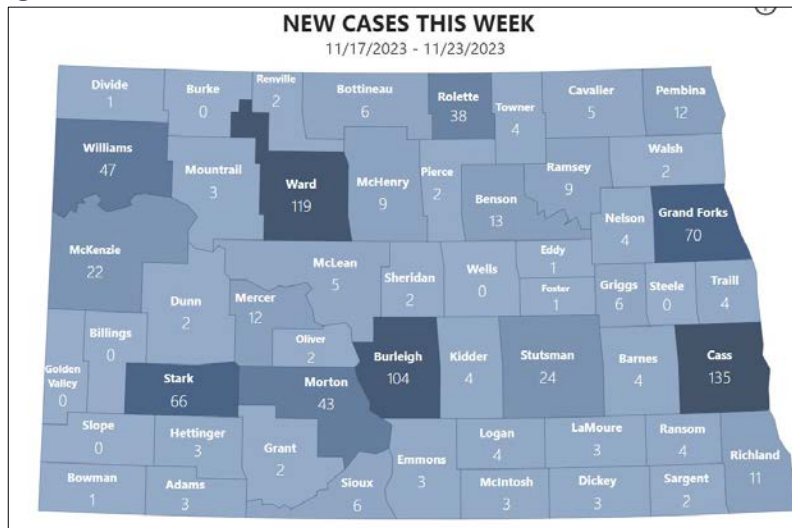 NEW CASES THIS WEEK
11/17/2023 - 11/23/2023
Divide
1
Burke
0
Renville
2
Bottineau
6
Rolette
38
Towner
4
Cavalier
5
Pembina
12
Williams
47
Mountrail
3
Ward
119
McHenry
9
Pierce
2
Benson
13
Ramsey
9
Walsh
2
Nelson
4
Grand Forks
70
McKenzie
22
Dunn
2
Mercer
12
McLean
5
Sheridan
2
Wells
0
Eddy
1
Foster
1
Griggs
6
Steele
0
Traill
4
Golden
Valley
0
Billings
0
Stark
66
Oliver
2
Morton
43
Burleigh
104
Kidder
4
Stutsman
24
Barnes
4
Cass
135
Slope
0
Hettinger
3
Grant
2
Emmons
3
Logan
4
LaMoure
3
Ransom
4
Richland
11
Bowman
1
Adams
3
Sioux
6
McIntosh
3
Dickey
3
Sargent
2